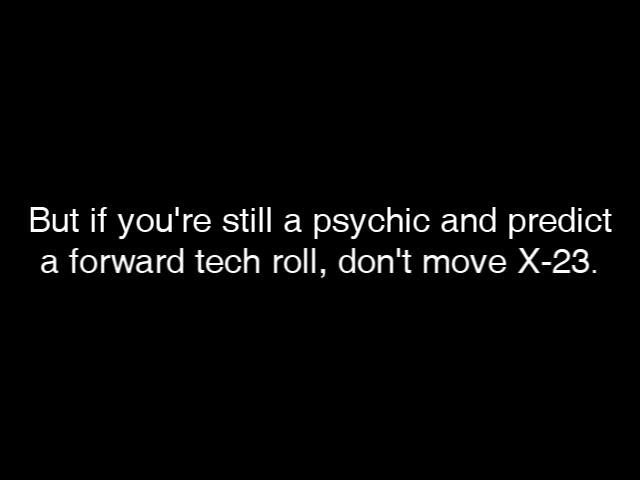 But if you're still a psychic and predict
a forward tech roll, don't move X-23.